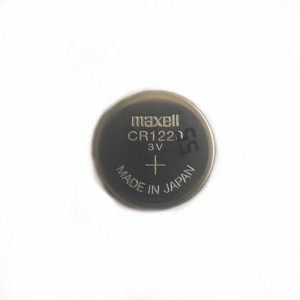 maxell
CR1220
3V
+
MADE IN JAPAN